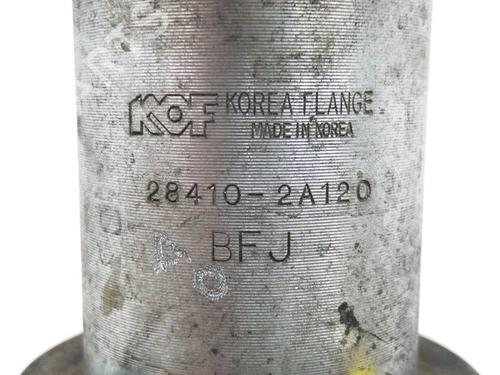 KOF KOREA FLANGE
MADE IN KOREA
28410-2A120
BFJ